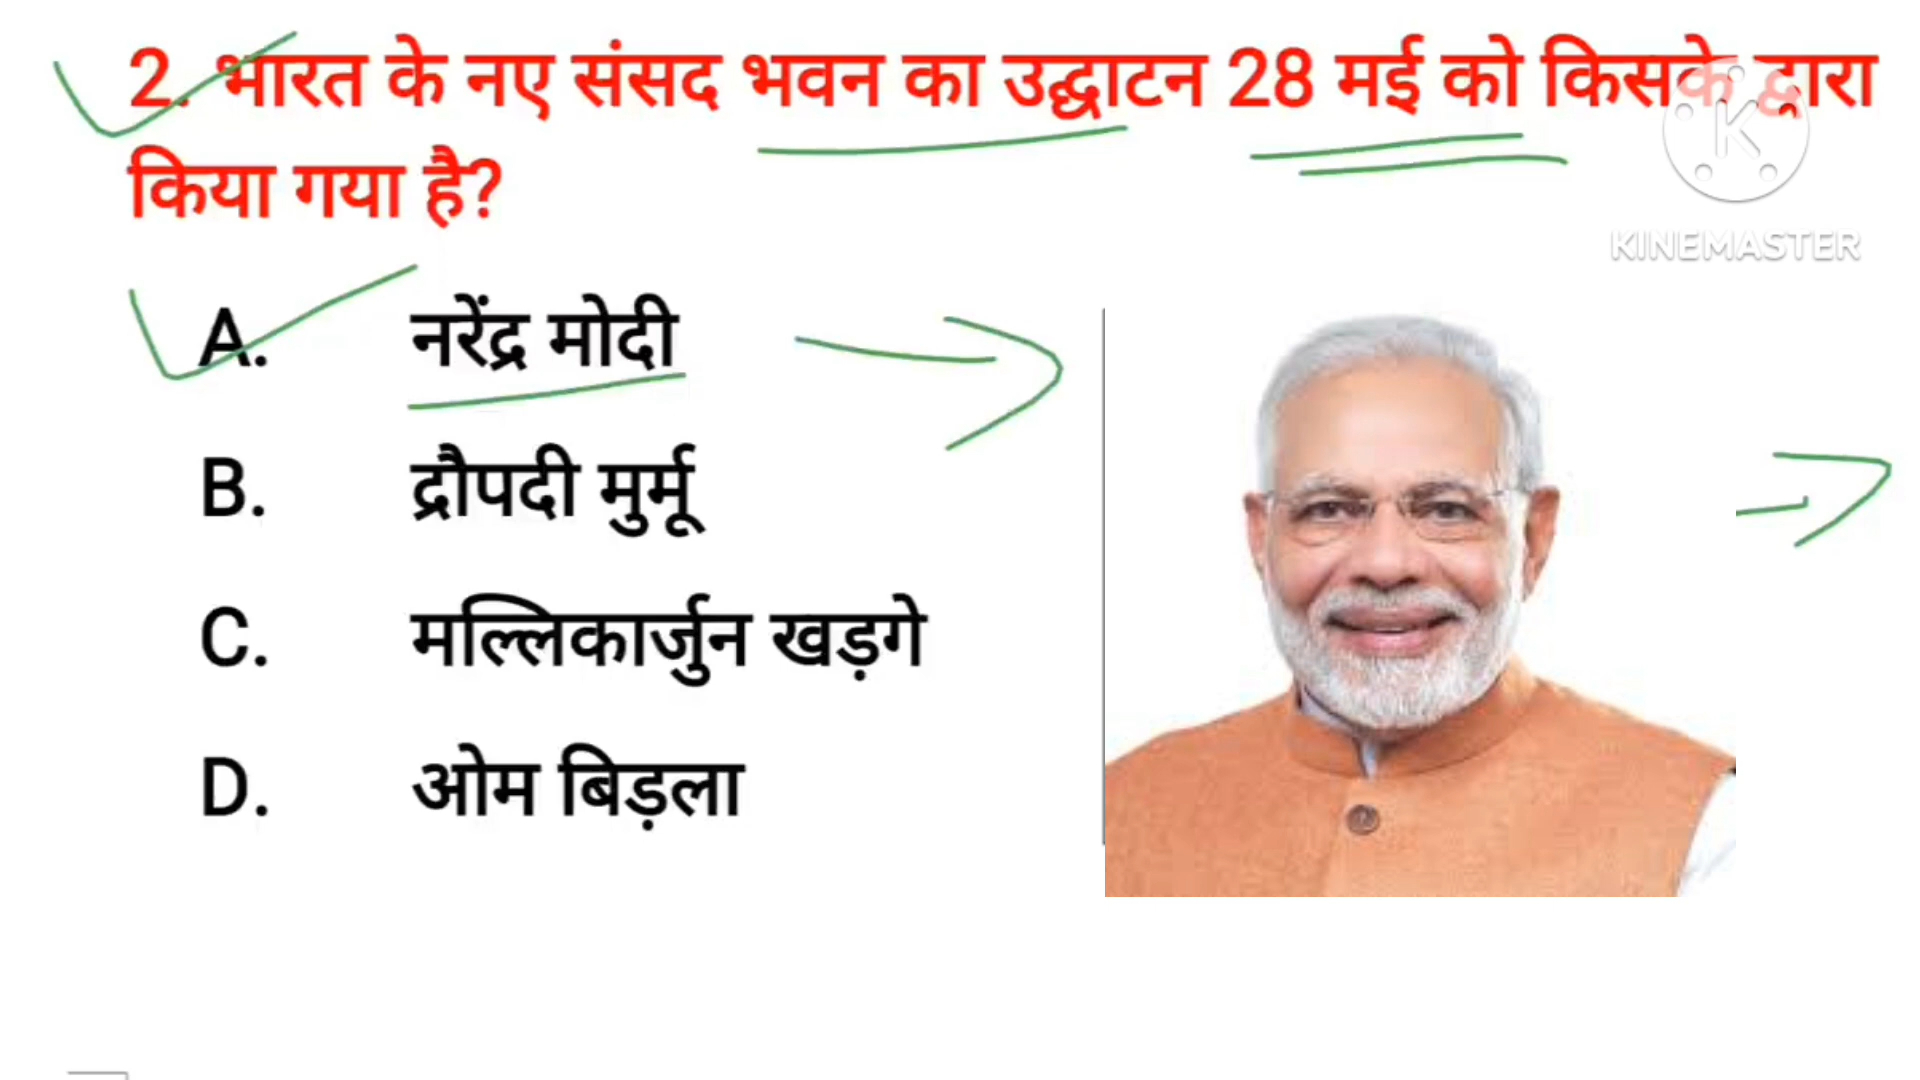 2. भारत के नए संसद भवन का उद्घाटन 28 मई को किसके द्वारा
किया गया है?
KINEMASTER
A. नरेंद्र मोदी
B. द्रौपदी मुर्मू
C. मल्लिकार्जुन खड़गे
D. ओम बिड़ला